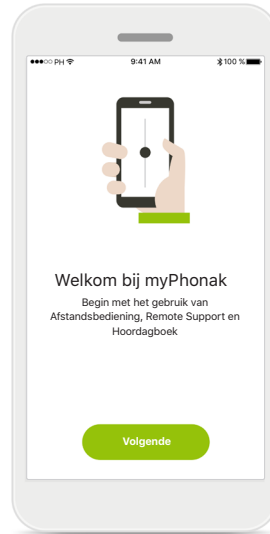 ●●●○○ PH 9:41 AM 100 %
Welkom bij myPhonak
Begin met het gebruik van
Afstandsbediening, Remote Support en
Hoordagboek
Volgende